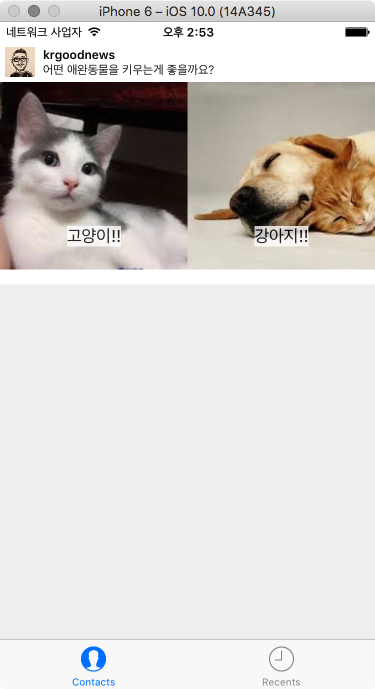 iPhone 6 – iOS 10.0 (14A345)
네트워크 사업자 오후 2:53
krgoodnews
어떤 애완동물을 키우는게 좋을까요?
고양이!! 강아지!!
Contacts Recents